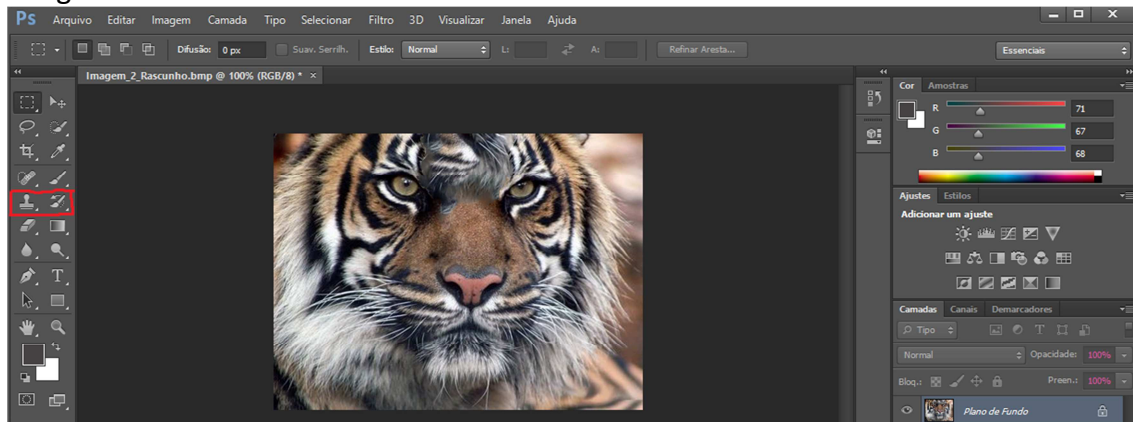 Ps Arquivo Editar Imagem Camada Tipo Selecionar Filtro 3D Visualizar Janela Ajuda
Difusão: 0 px Suav. Serrilh. Estilo: Normal L: A: Refinar Aresta... Essenciais
Imagem_2_Rascunho.bmp @ 100% (RGB/8) * ×
Cor Amostras
R 71
G 67
B 68
Ajustes Estilos
Adicionar um ajuste
Camadas Canais Demarcadores
Tipo
Normal Opacidade: 100%
Bloq.: Preen.: 100%
Plano de Fundo